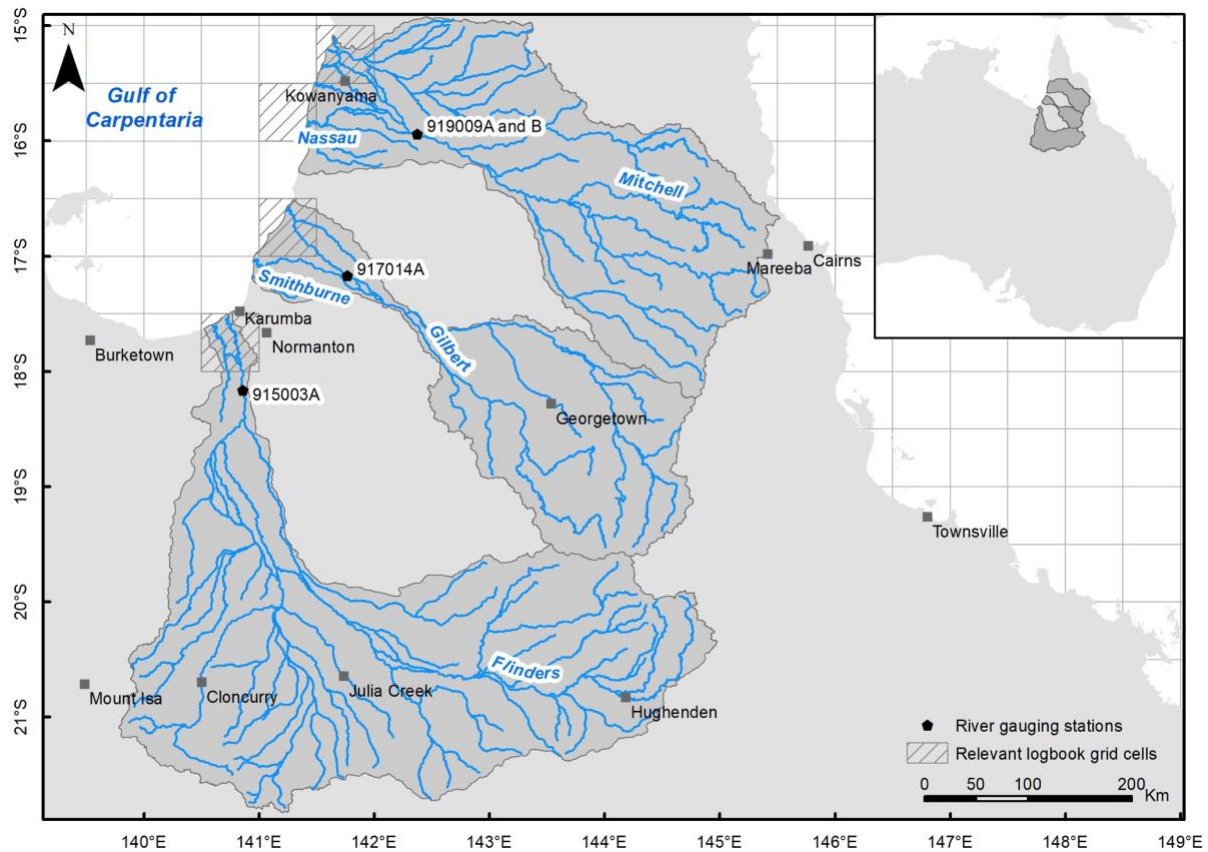 15°S
16°S
17°S
18°S
19°S
20°S
21°S
N
Gulf of
Carpentaria
Kowanyama
919009A and B
Nassau
Mitchell
Cairns
Mareeba
917014A
Smithburne
Karumba
Normanton
Burketown
Gilbert
915003A
Georgetown
Townsville
Flinders
Mount Isa
Cloncurry
Julia Creek
Hughenden
River gauging stations
Relevant logbook grid cells
0 50 100 200 Km
140°E 141°E 142°E 143°E 144°E 145°E 146°E 147°E 148°E 149°E